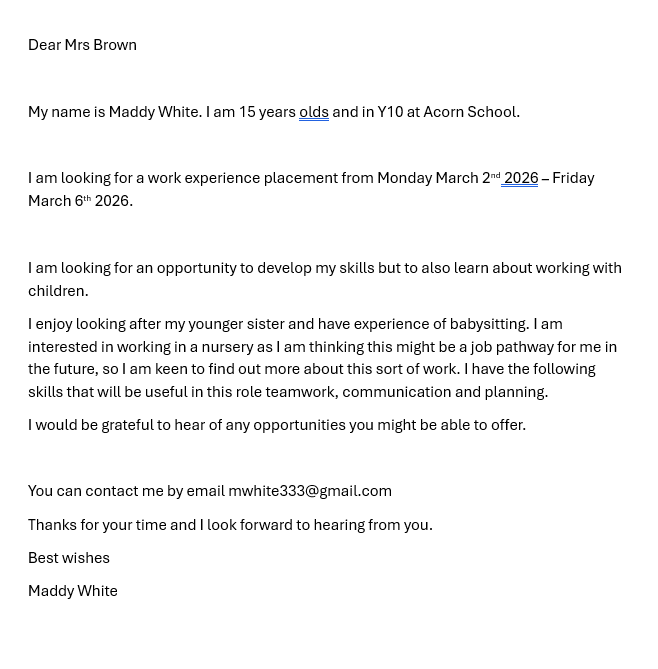 Dear Mrs Brown
My name is Maddy White. I am 15 years olds and in Y10 at Acorn School.
I am looking for a work experience placement from Monday March 2nd 2026 – Friday
March 6th 2026.
I am looking for an opportunity to develop my skills but to also learn about working with
children.
I enjoy looking after my younger sister and have experience of babysitting. I am
interested in working in a nursery as I am thinking this might be a job pathway for me in
the future, so I am keen to find out more about this sort of work. I have the following
skills that will be useful in this role teamwork, communication and planning.
I would be grateful to hear of any opportunities you might be able to offer.
You can contact me by email mwhite333@gmail.com
Thanks for your time and I look forward to hearing from you.
Best wishes
Maddy White